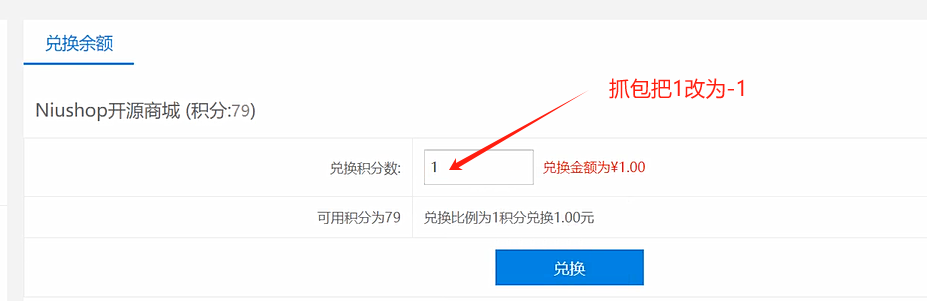 兑换余额
抓包把1改为-1
Niushop开源商城 (积分:79)
兑换积分数: 1 兑换金额为¥1.00
可用积分为79 兑换比例为1积分兑换1.00元
兑换